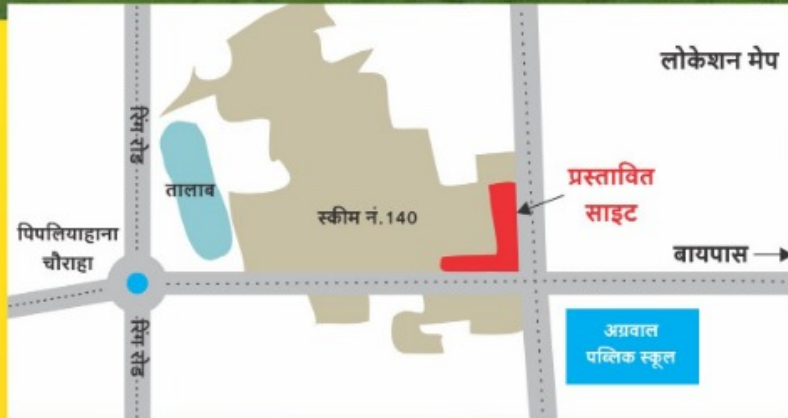 लोकेशन मेप
रिंग रोड
तालाब
स्कीम नं.140
प्रस्तावित
साइट
पिपलियाहाना
चौराहा
बायपास
रिंग रोड
अग्रवाल
पब्लिक स्कूल